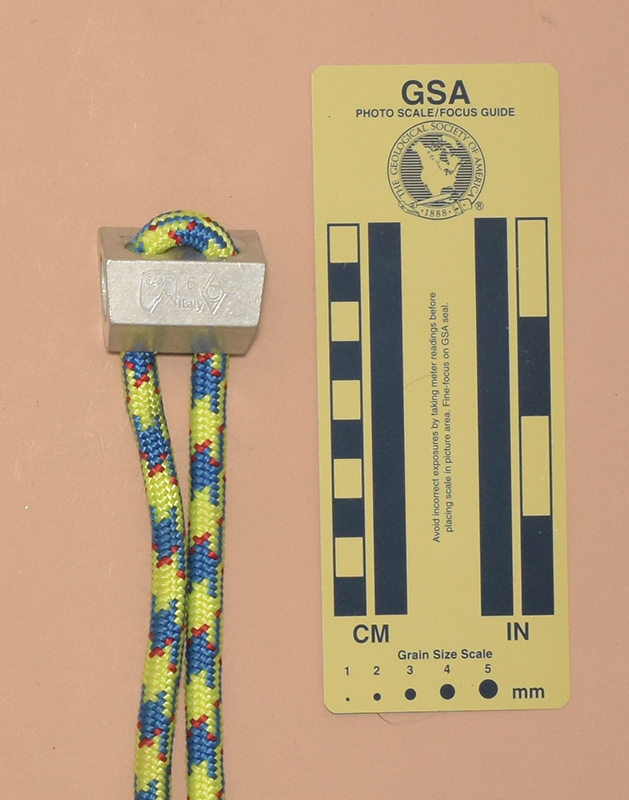 CAMP
Italy
GSA
PHOTO SCALE/FOCUS GUIDE
THE GEOLOGICAL SOCIETY OF AMERICA
1888
®
Avoid incorrect exposures by taking meter readings before
placing scale in picture area. Fine-focus on GSA seal.
CM
IN
Grain Size Scale
1 2 3 4 5
mm